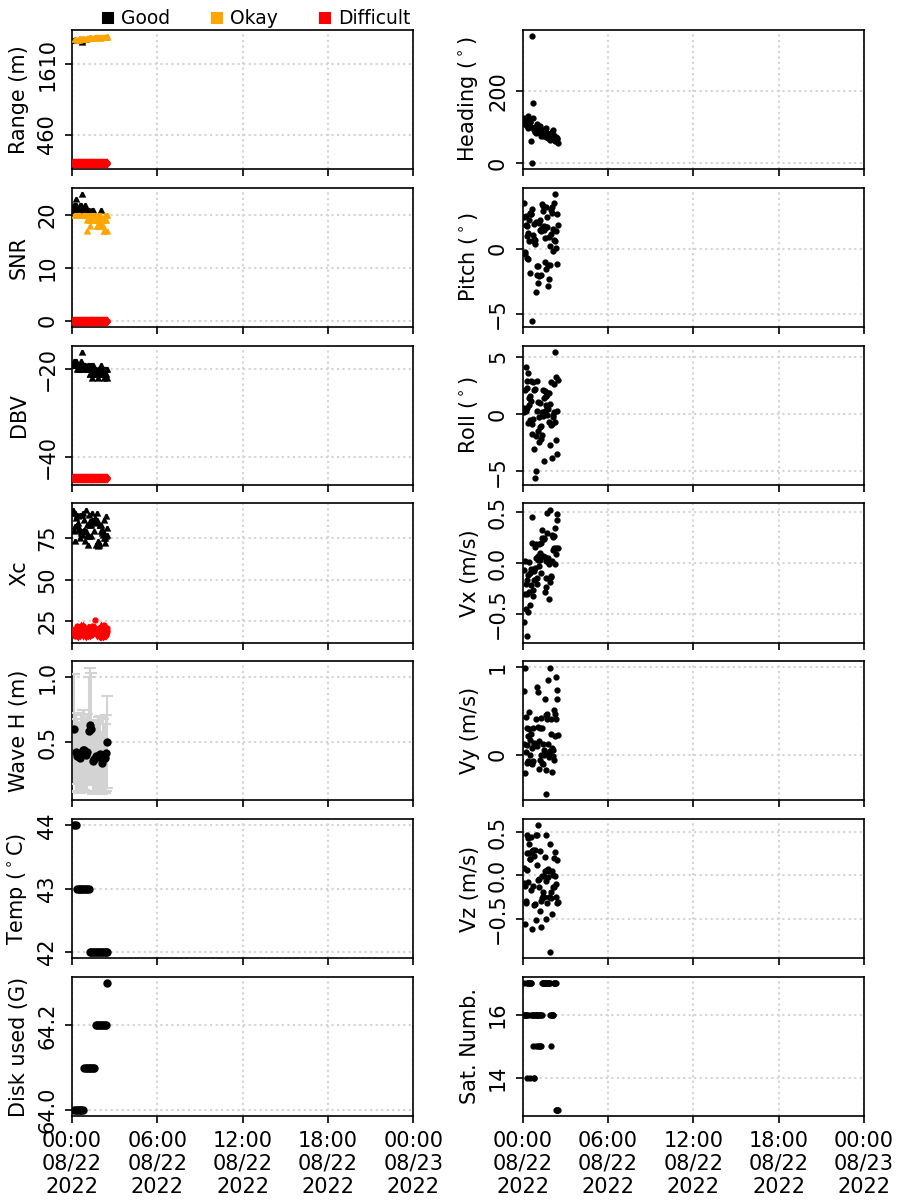 Good Okay Difficult
Range (m)
1610
460
Heading (°)
200
0
SNR
20
10
0
Pitch (°)
0
−5
DBV
−20
−40
Roll (°)
5
0
−5
Xc
75
50
25
Vx (m/s)
0.5
0.0
−0.5
Wave H (m)
1.0
0.5
Vy (m/s)
1
0
Temp (°C)
44
43
42
Vz (m/s)
0.5
0.0
−0.5
Disk used (G)
64.2
64.0
Sat. Numb.
16
14
00:00 06:00 12:00 18:00 00:00
08/22 08/22 08/22 08/22 08/23
2022 2022 2022 2022 2022
00:00 06:00 12:00 18:00 00:00
08/22 08/22 08/22 08/22 08/23
2022 2022 2022 2022 2022